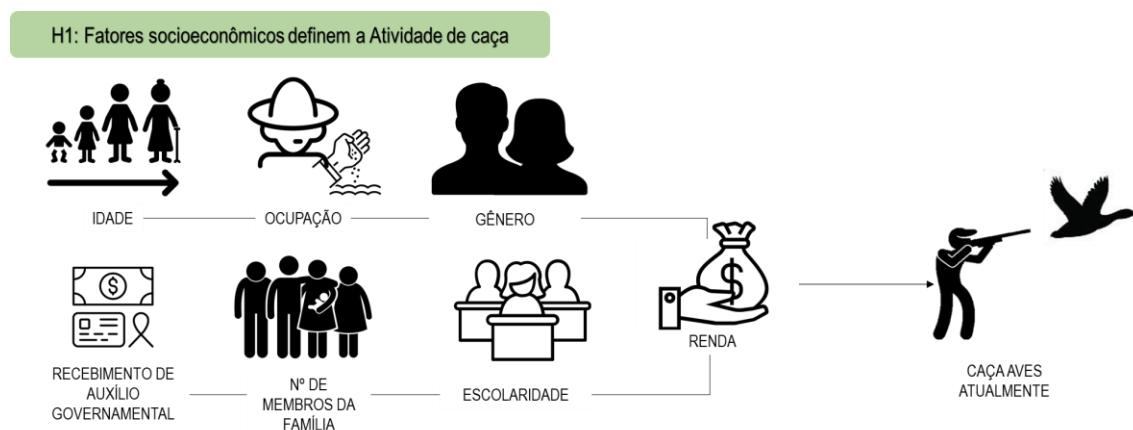 H1: Fatores socioeconômicos definem a Atividade de caça
IDADE
OCUPAÇÃO
GÊNERO
RECEBIMENTO DE
AUXÍLIO
GOVERNAMENTAL
Nº DE
MEMBROS DA
FAMÍLIA
ESCOLARIDADE
RENDA
CAÇA AVES
ATUALMENTE